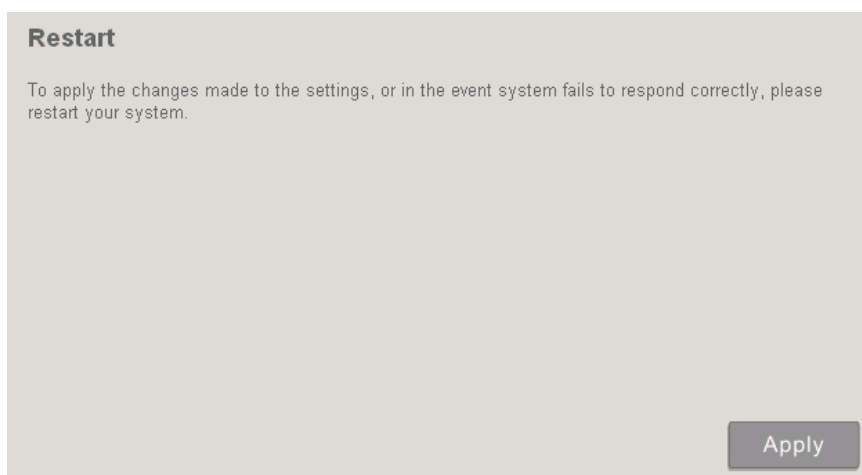 Restart
To apply the changes made to the settings, or in the event system fails to respond correctly, please
restart your system.
Apply